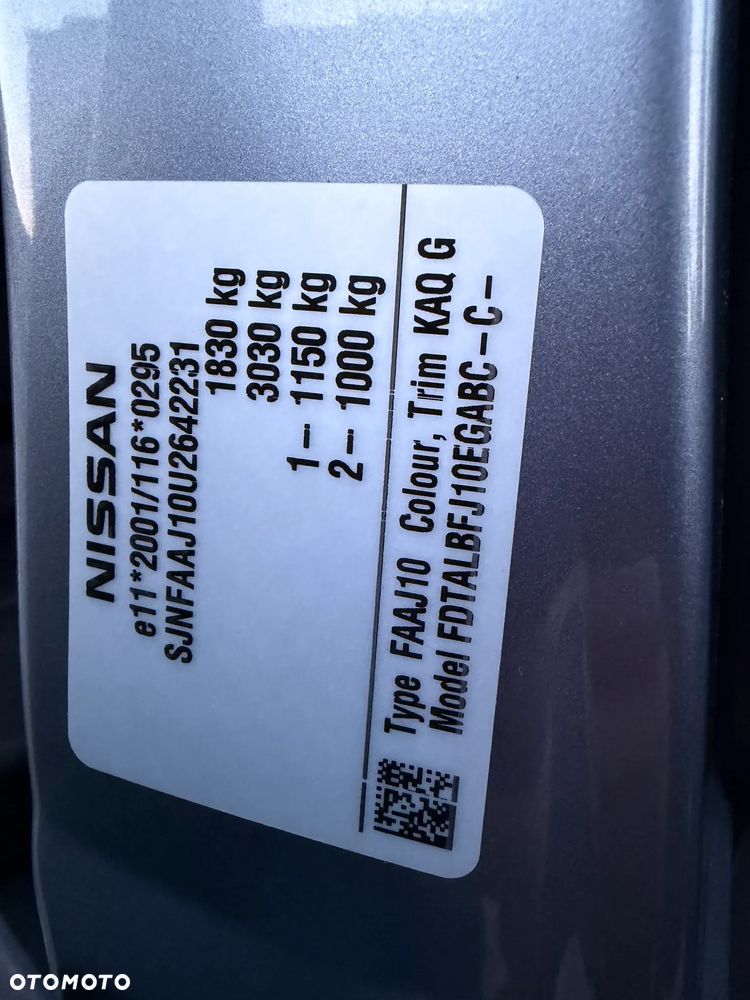 NISSAN
e11*2001/116*0295
SJNFAAJ10U2642231
1830 kg
3030 kg
1– 1150 kg
2– 1000 kg
Type FAAJ10 Colour, Trim KAQ G
Model FDTALBFJ10EGABC–C–
OTOMOTO